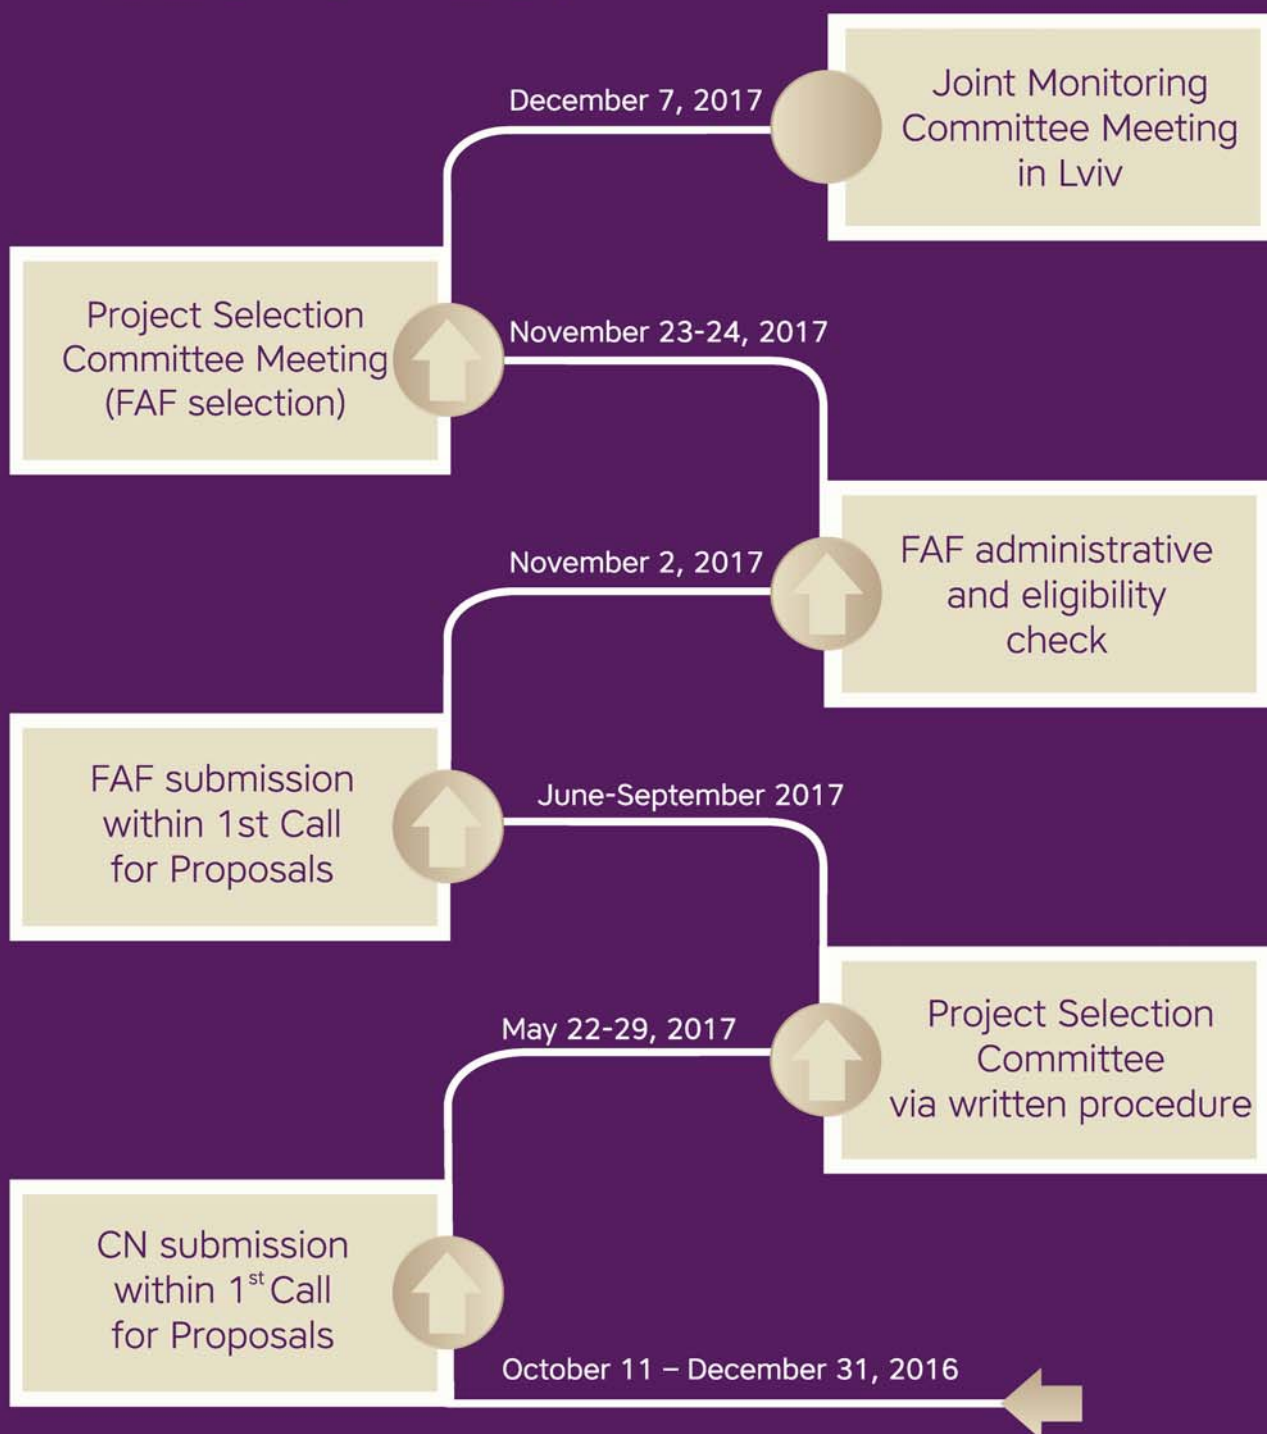 December 7, 2017
Joint Monitoring
Committee Meeting
in Lviv
Project Selection
Committee Meeting
(FAF selection)
November 23-24, 2017
November 2, 2017
FAF administrative
and eligibility
check
FAF submission
within 1st Call
for Proposals
June-September 2017
May 22-29, 2017
Project Selection
Committee
via written procedure
CN submission
within 1st Call
for Proposals
October 11 – December 31, 2016